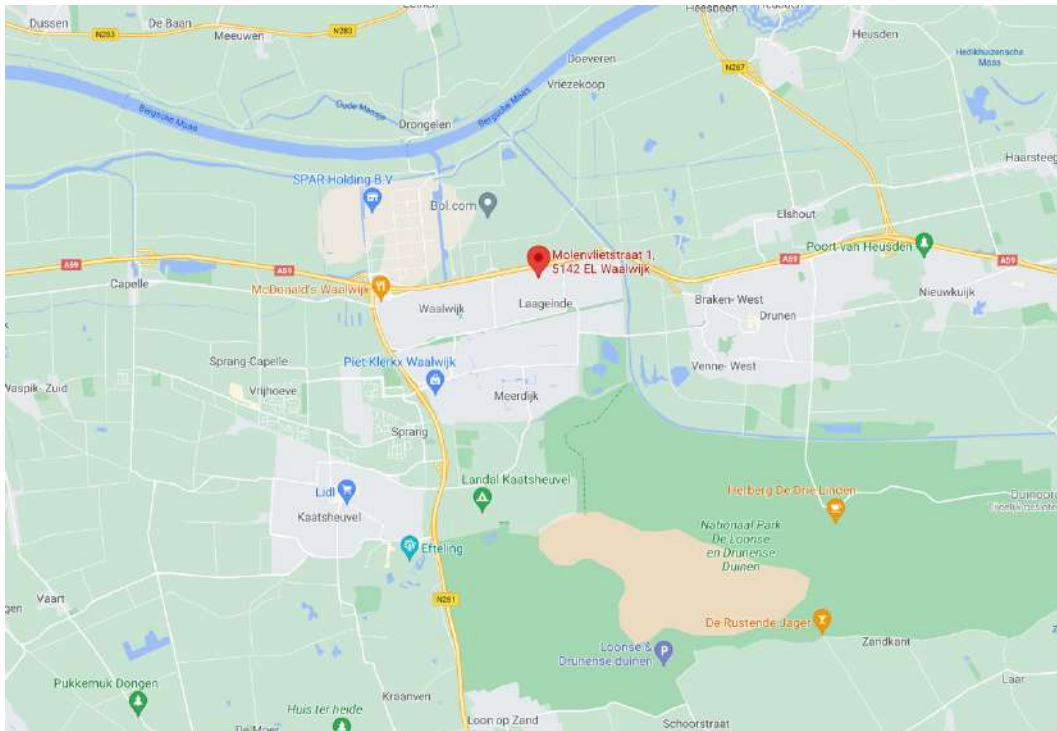 Dussen
De Baan
N283
Meeuwen
N283
Heesbeen
Heusden
Hedikhuizensche
Maas
Doeveren
N267
Vriezekoop
Oude Maasje
Bergsche Maas
Bergsche Maas
Drongelen
Haarsteeg
SPAR Holding B.V
Bol.com
Elshout
Poort van Heusden
Molenvlietstraat 1,
5142 EL Waalwijk
A59
A59
A59
A59
Capelle
McDonald's Waalwijk
Waalwijk
Laageinde
Braken- West
Drunen
Nieuwkuijk
Sprang-Capelle
Piet Klerkx Waalwijk
Venne- West
Waspik- Zuid
Vrijhoeve
Meerdijk
Sprang
Landal Kaatsheuvel
Lidl
Kaatsheuvel
Herberg De Drie Linden
Nationaal Park
De Loonse
en Drunense
Duinen
Efteling
Vaart
N261
De Rustende Jager
Loonse &
Drunense duinen
P
Zandkant
Laar
Pukkemuk Dongen
Kraanven
Huis ter heide
Loon op Zand
Schoorstraat